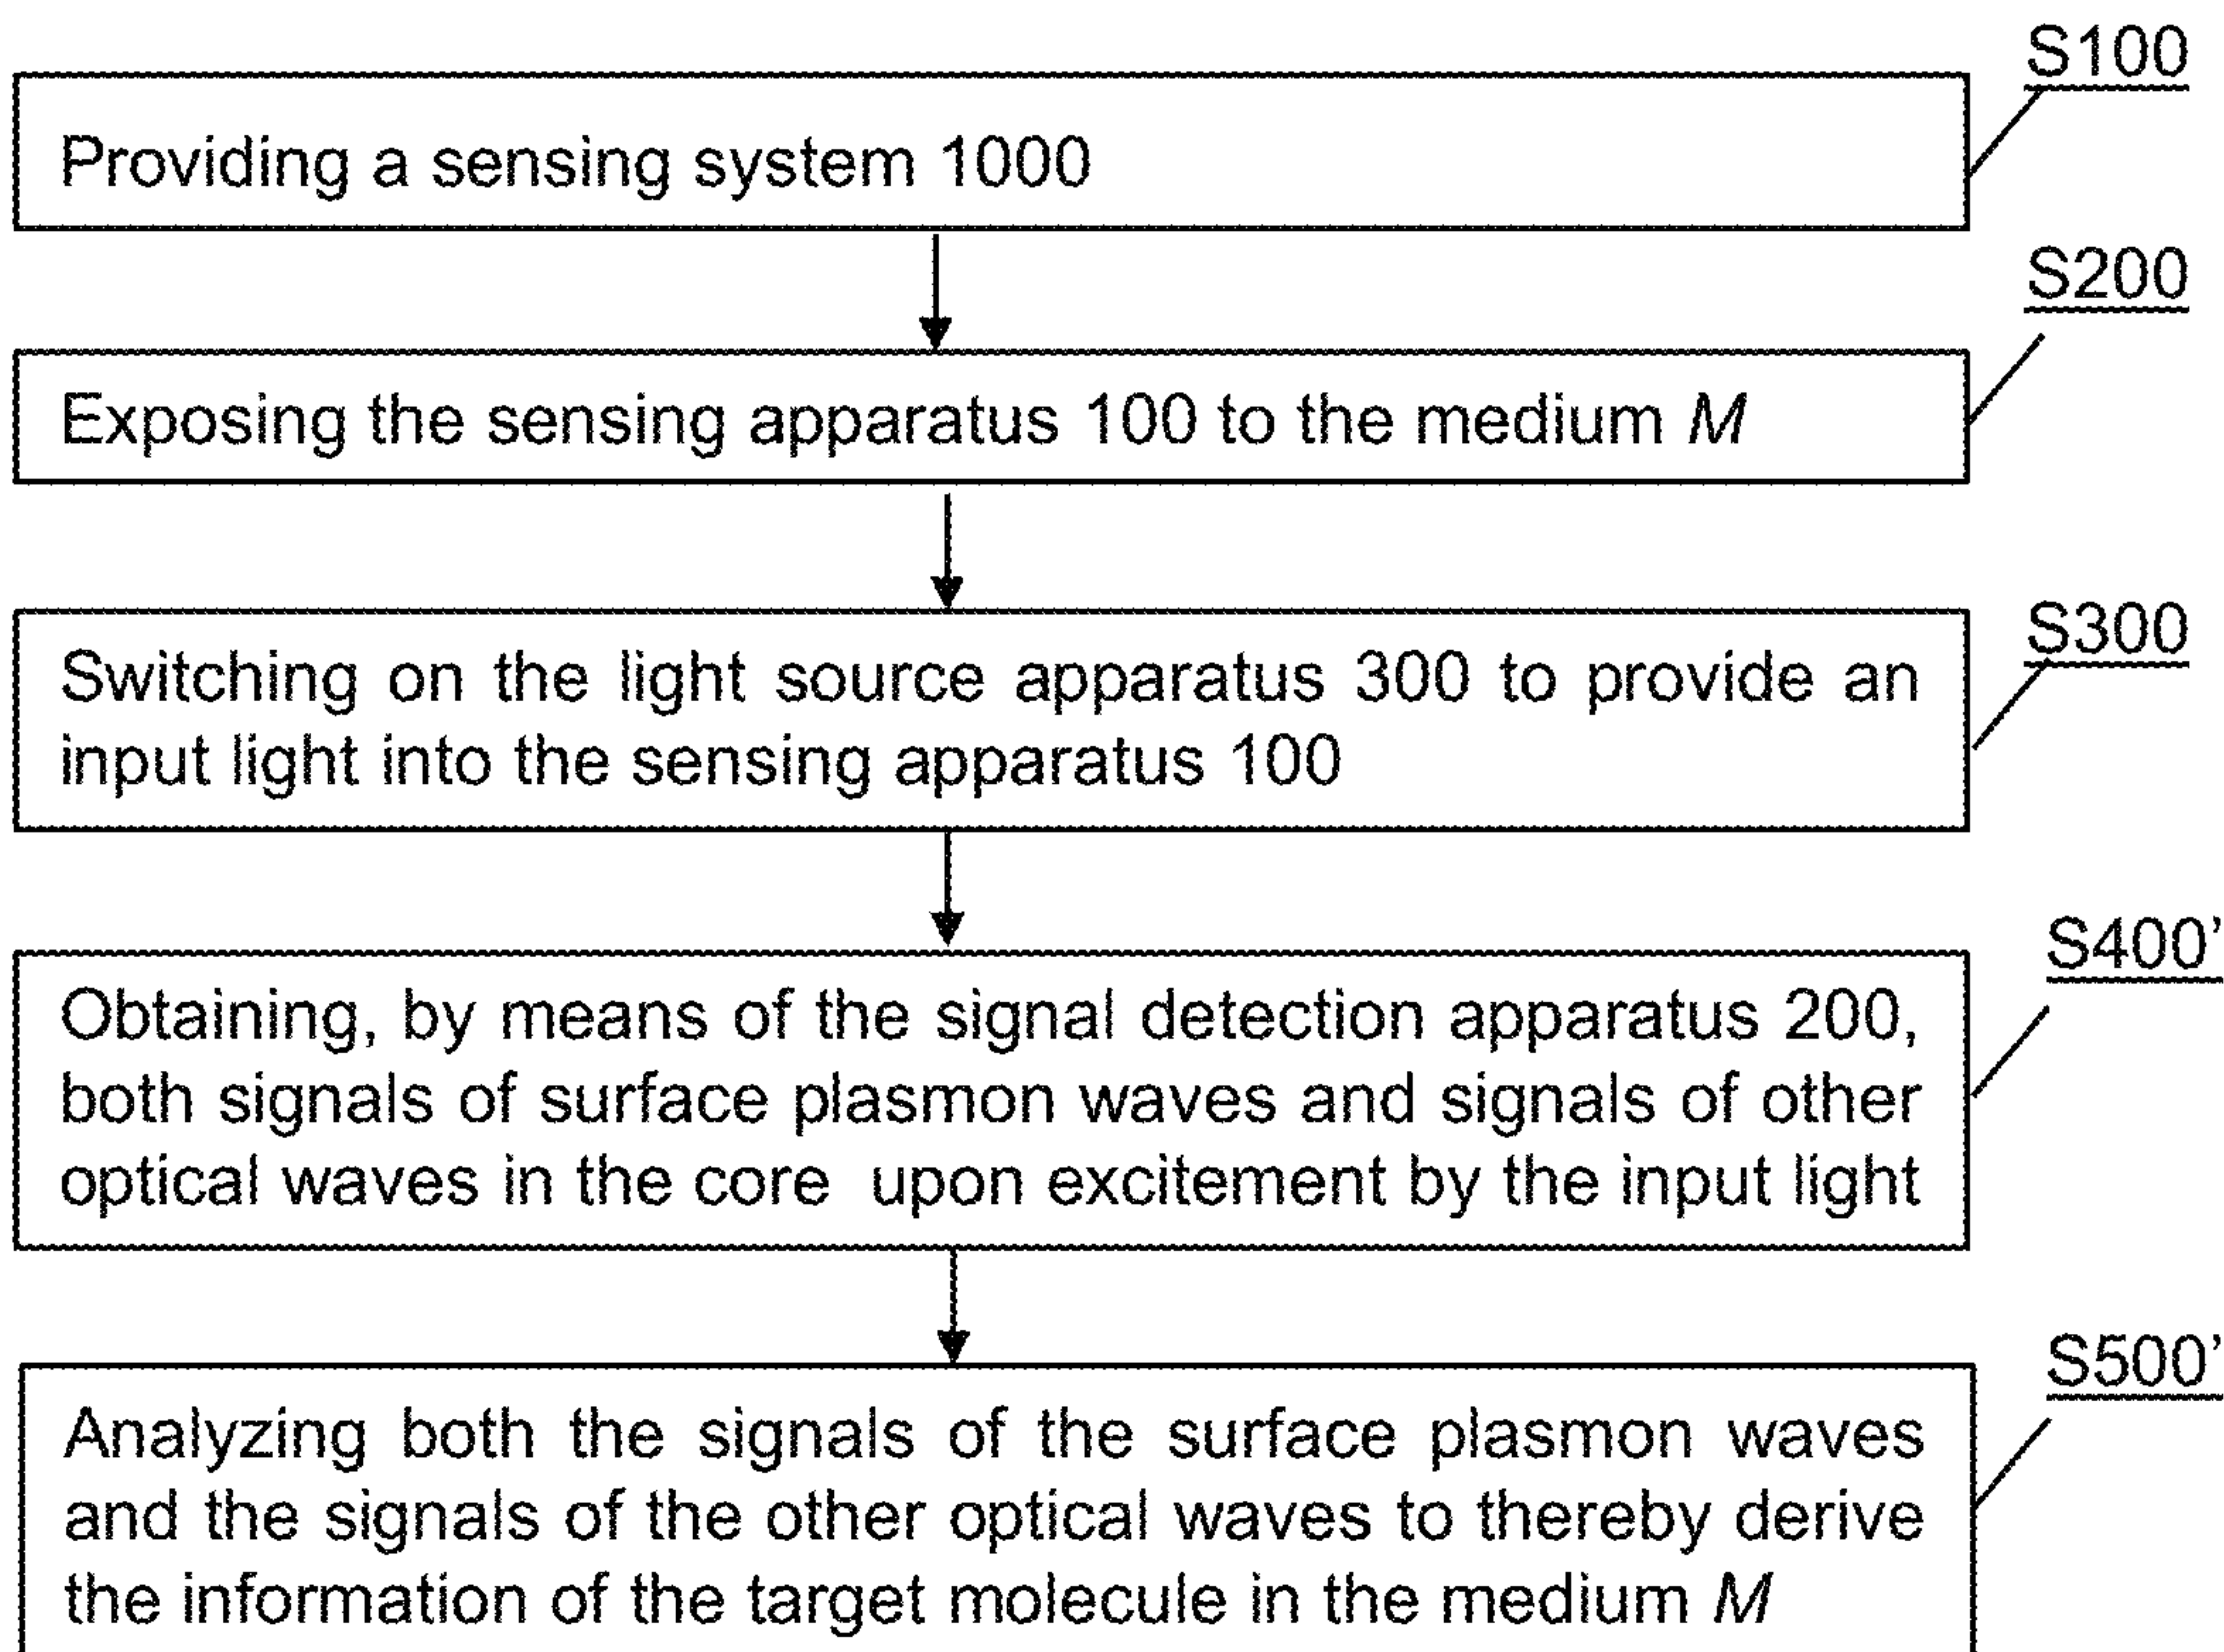 S100
Providing a sensing system 1000
S200
Exposing the sensing apparatus 100 to the medium M
S300
Switching on the light source apparatus 300 to provide an
input light into the sensing apparatus 100
S400’
Obtaining, by means of the signal detection apparatus 200,
both signals of surface plasmon waves and signals of other
optical waves in the core upon excitement by the input light
S500’
Analyzing both the signals of the surface plasmon waves
and the signals of the other optical waves to thereby derive
the information of the target molecule in the medium M